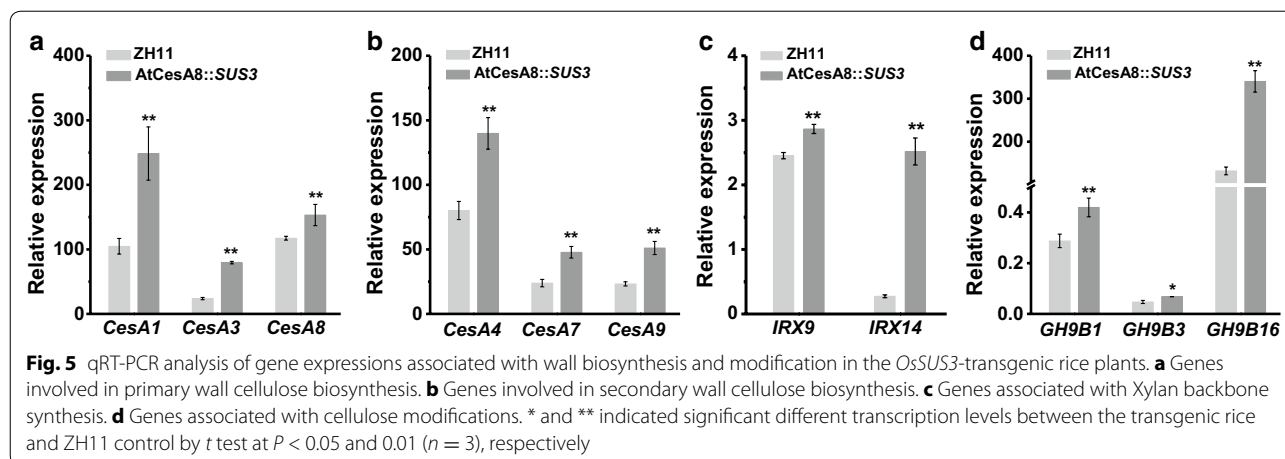 a
ZH11
AtCesA8::SUS3
Relative expression
400
300
200
100
0
**
**
**
CesA1 CesA3 CesA8
b
ZH11
AtCesA8::SUS3
Relative expression
200
150
100
50
0
**
**
**
CesA4 CesA7 CesA9
c
ZH11
AtCesA8::SUS3
Relative expression
4
3
2
1
0
**
**
IRX9 IRX14
d
ZH11
AtCesA8::SUS3
Relative expression
400
300
200
0.4
0.2
0.0
**
*
**
GH9B1 GH9B3 GH9B16
Fig. 5 qRT-PCR analysis of gene expressions associated with wall biosynthesis and modification in the OsSUS3-transgenic rice plants. a Genes
involved in primary wall cellulose biosynthesis. b Genes involved in secondary wall cellulose biosynthesis. c Genes associated with Xylan backbone
synthesis. d Genes associated with cellulose modifications. * and ** indicated significant different transcription levels between the transgenic rice
and ZH11 control by t test at P < 0.05 and 0.01 (n = 3), respectively